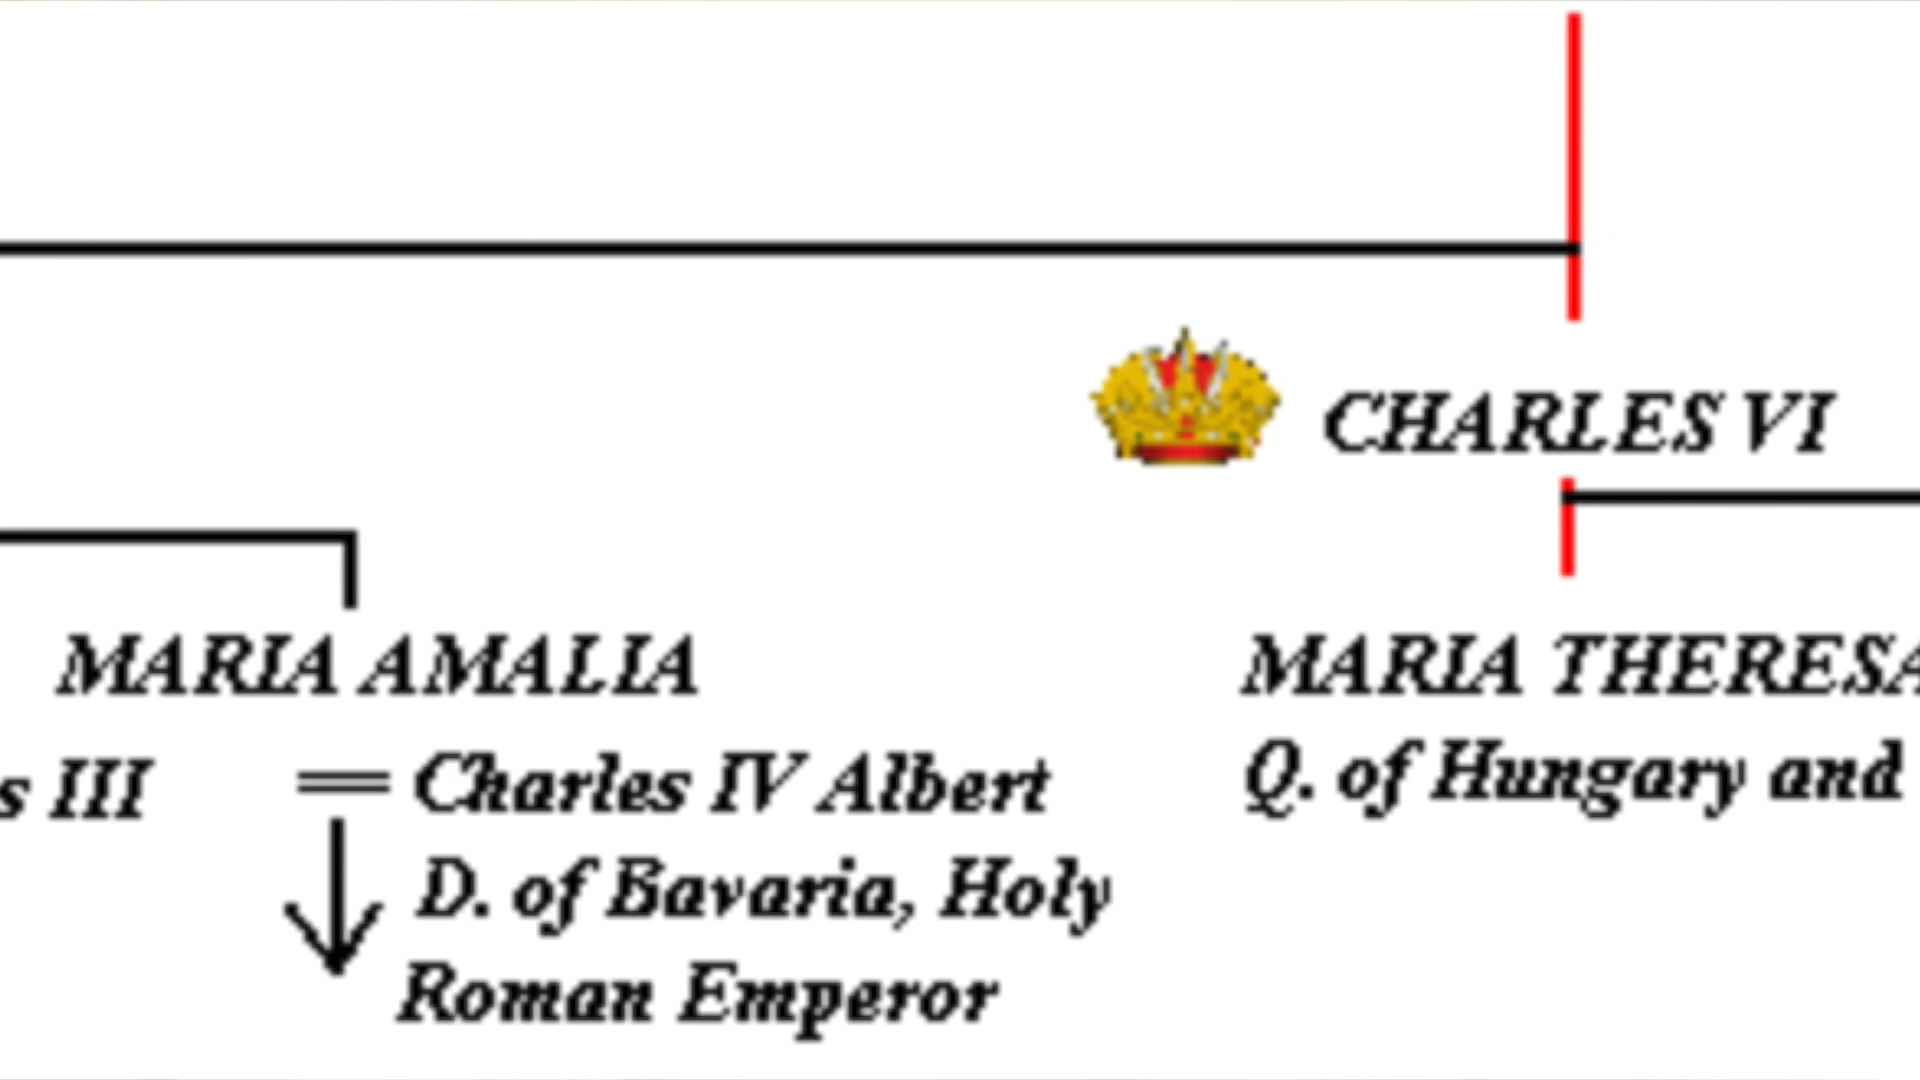 CHARLES VI
MARIA AMALIA
MARIA THERESA
s III
Charles IV Albert
Q. of Hungary and
D. of Bavaria, Holy
Roman Emperor